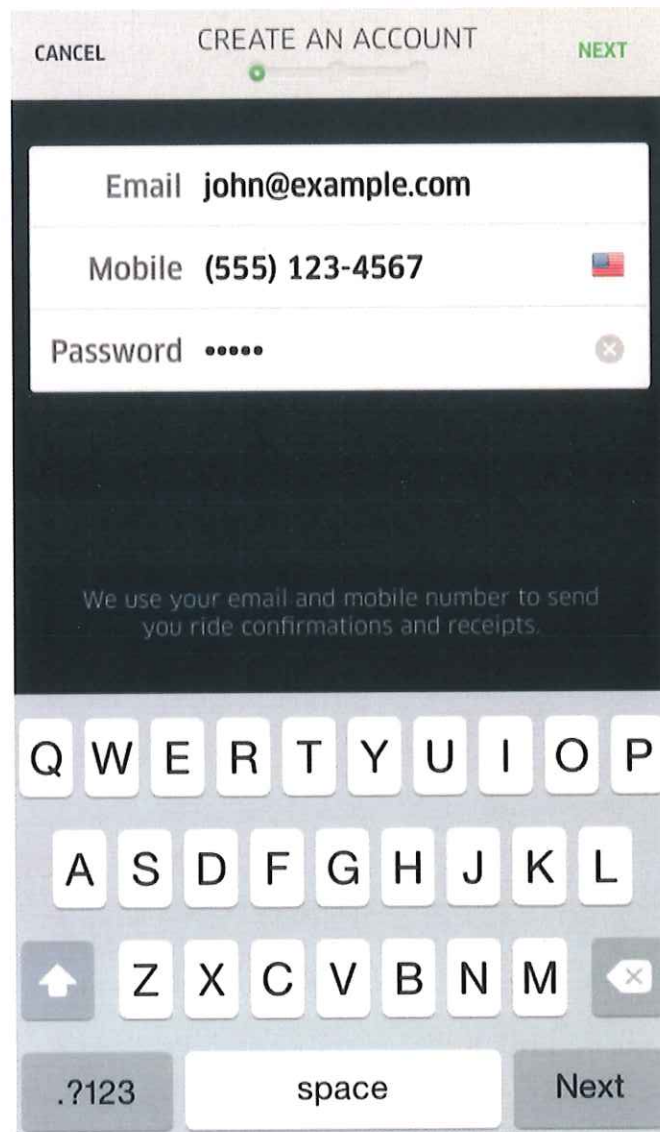 CANCEL CREATE AN ACCOUNT NEXT
Email john@example.com
Mobile (555) 123-4567
Password •••••
We use your email and mobile number to send
you ride confirmations and receipts.
Q W E R T Y U I O P
A S D F G H J K L
Z X C V B N M
.?123 space Next